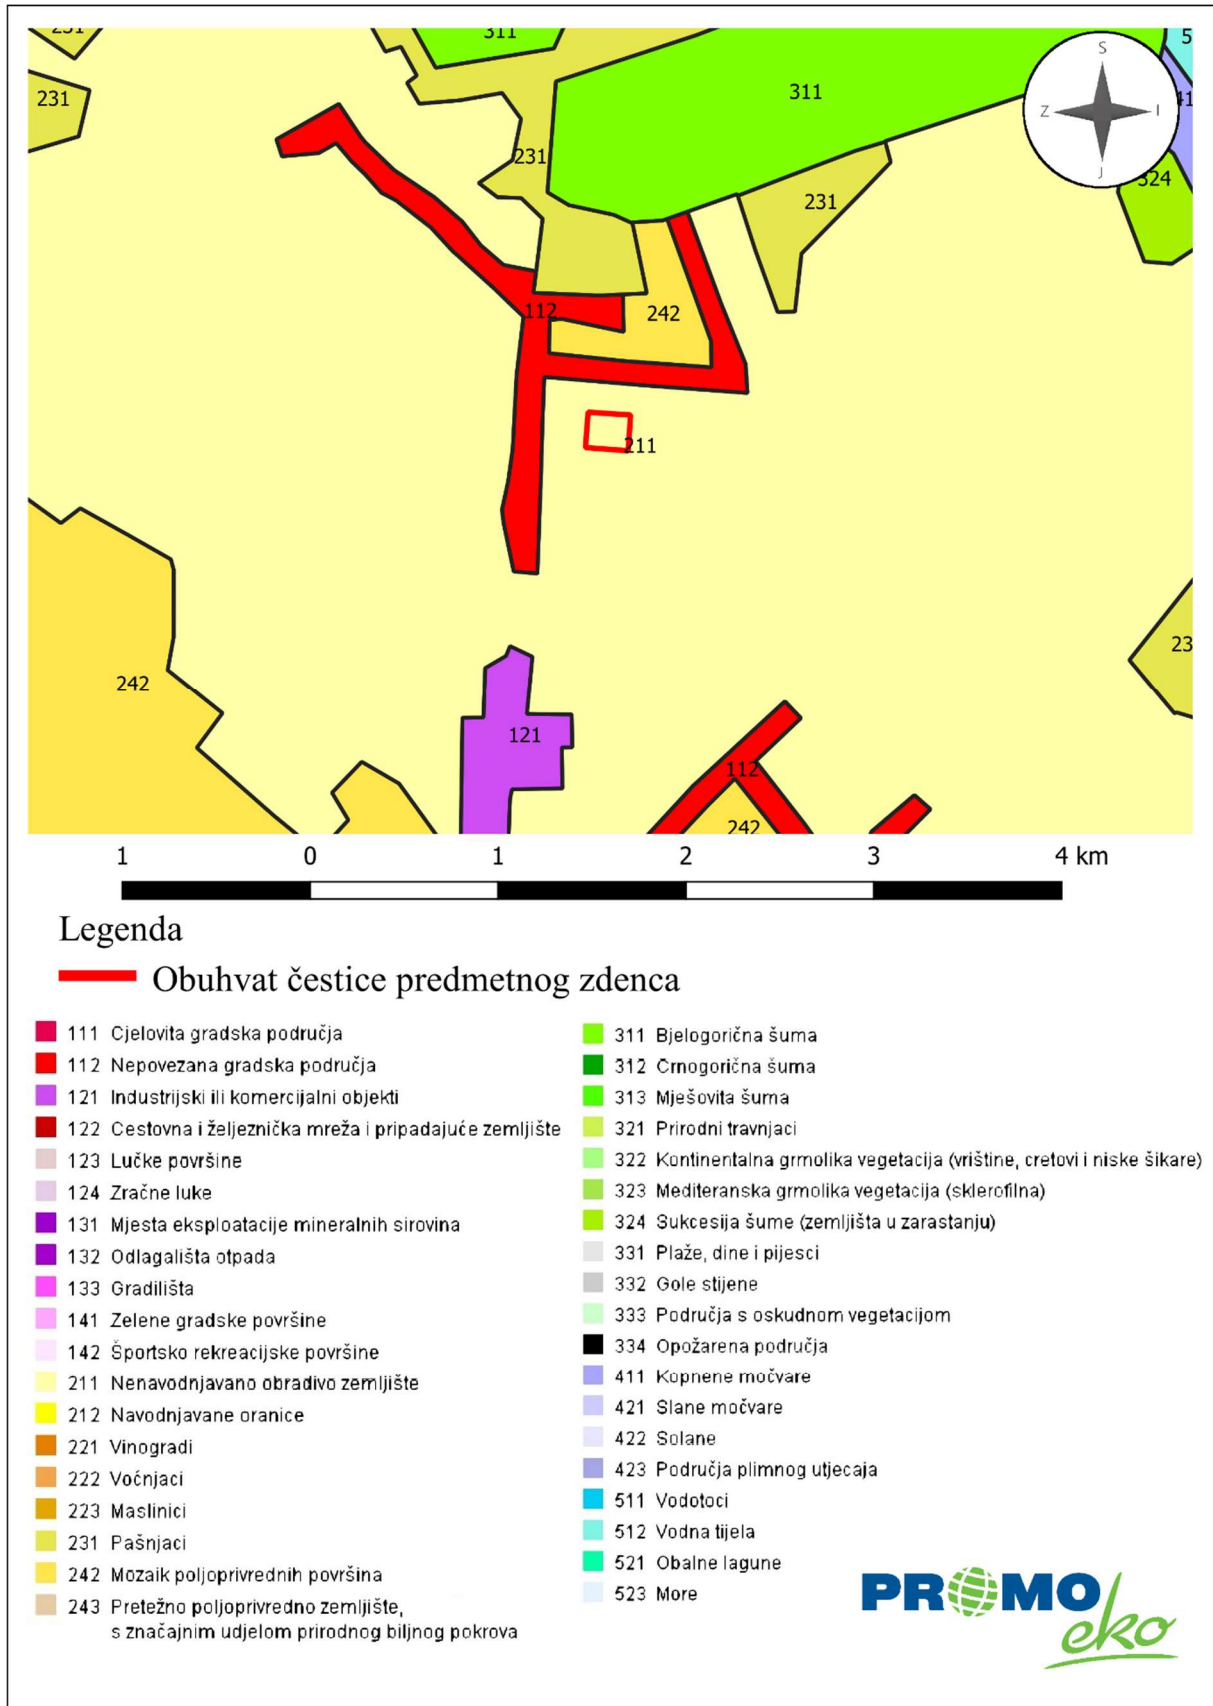 231
311
5
S
231
311
Z
I
41
231
J
324
231
112
242
211
23
242
121
112
242
1 0 1 2 3 4 km
Legenda
Obuhvat čestice predmetnog zdenca
111 Cjelovita gradska područja
112 Nepovezana gradska područja
121 Industrijski ili komercijalni objekti
122 Cestovna i željeznička mreža i pripadajuće zemljište
123 Lučke površine
124 Zračne luke
131 Mjesta eksploatacije mineralnih sirovina
132 Odlagališta otpada
133 Gradilišta
141 Zelene gradske površine
142 Športsko rekreacijske površine
211 Nenavodnjavano obradivo zemljište
212 Navodnjavane oranice
221 Vinogradi
222 Voćnjaci
223 Maslinici
231 Pašnjaci
242 Mozaik poljoprivrednih površina
243 Pretežno poljoprivredno zemljište,
s značajnim udjelom prirodnog biljnog pokrova
311 Bjelogorična šuma
312 Crnogorična šuma
313 Mješovita šuma
321 Prirodni travnjaci
322 Kontinentalna grmolika vegetacija (vrištine, cretovi i niske šikare)
323 Mediteranska grmolika vegetacija (sklerofilna)
324 Sukcesija šume (zemljišta u zarastanju)
331 Plaže, dine i pijesci
332 Gole stijene
333 Područja s oskudnom vegetacijom
334 Opožarena područja
411 Kopnene močvare
421 Slane močvare
422 Solane
423 Područja plimnog utjecaja
511 Vodotoci
512 Vodna tijela
521 Obalne lagune
523 More
PROMO
eko